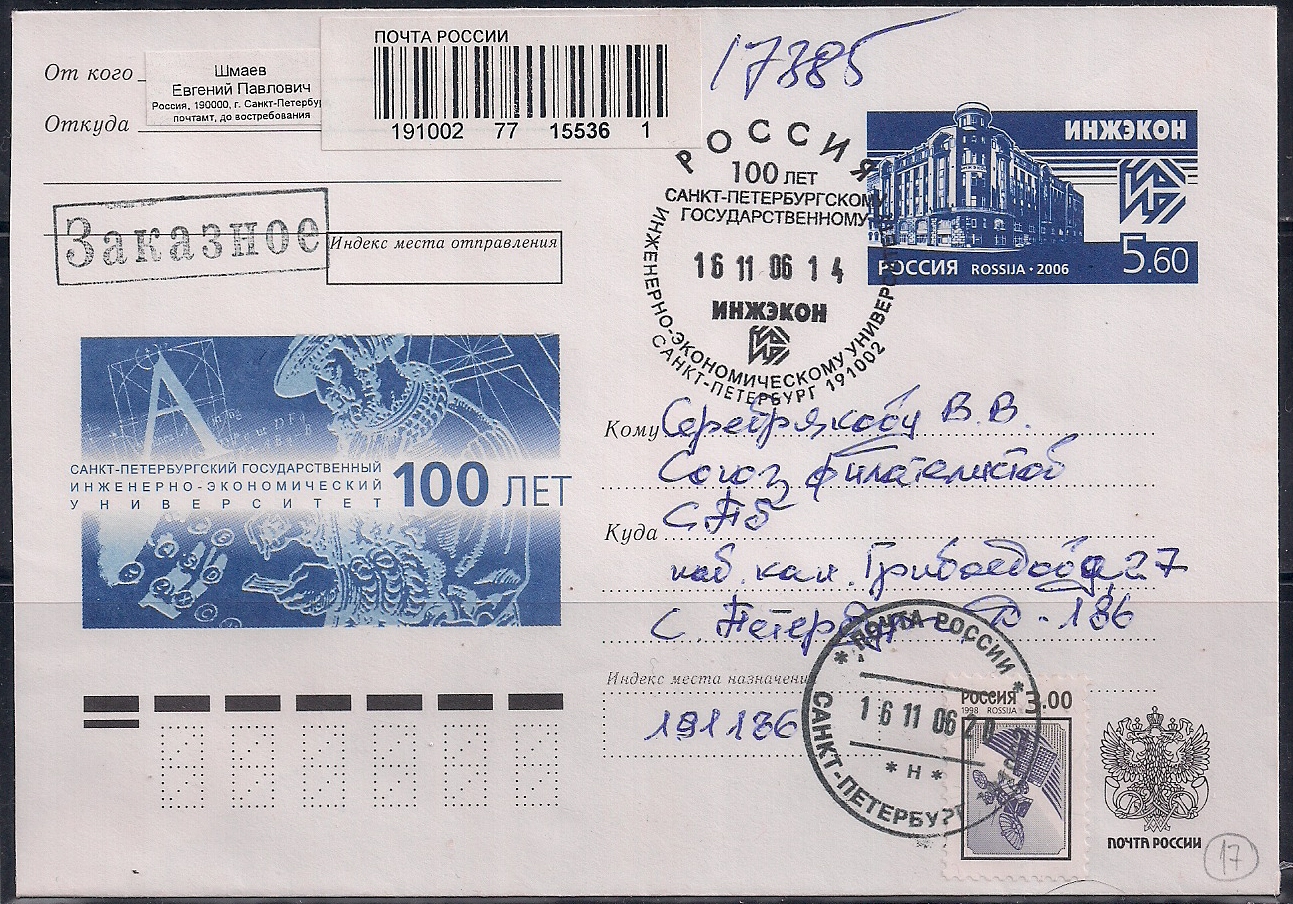 ПОЧТА РОССИИ
191002 77 15536 1
17385
От кого
Шмаев
Евгений Павлович
Россия, 190000, г. Санкт-Петербур
почтамт, до востребования
Откуда
Заказное
Индекс места отправления
РОССИЯ
100 ЛЕТ
САНКТ-ПЕТЕРБУРГСКОМУ
ГОСУДАРСТВЕННОМУ
ИНЖЕНЕРНО-ЭКОНОМИЧЕСКОМУ УНИВЕРСИТЕТУ
16 11 06 14
ИНЖЭКОН
САНКТ-ПЕТЕРБУРГ 191002
ИНЖЭКОН
РОССИЯ ROSSIJA · 2006
5.60
САНКТ-ПЕТЕРБУРГСКИЙ ГОСУДАРСТВЕННЫЙ
ИНЖЕНЕРНО-ЭКОНОМИЧЕСКИЙ
УНИВЕРСИТЕТ
100 ЛЕТ
Кому Серебрякову В.В.
Союз филателистов
Куда СПб
наб. кан. Грибоедова, 27
С. Петербург - 186
Индекс места назначени
191186
ПОЧТА РОССИИ
16 11 06 20
* Н *
САНКТ-ПЕТЕРБУРГ
РОССИЯ 3.00
1998 ROSSIJA
ПОЧТА РОССИИ
17